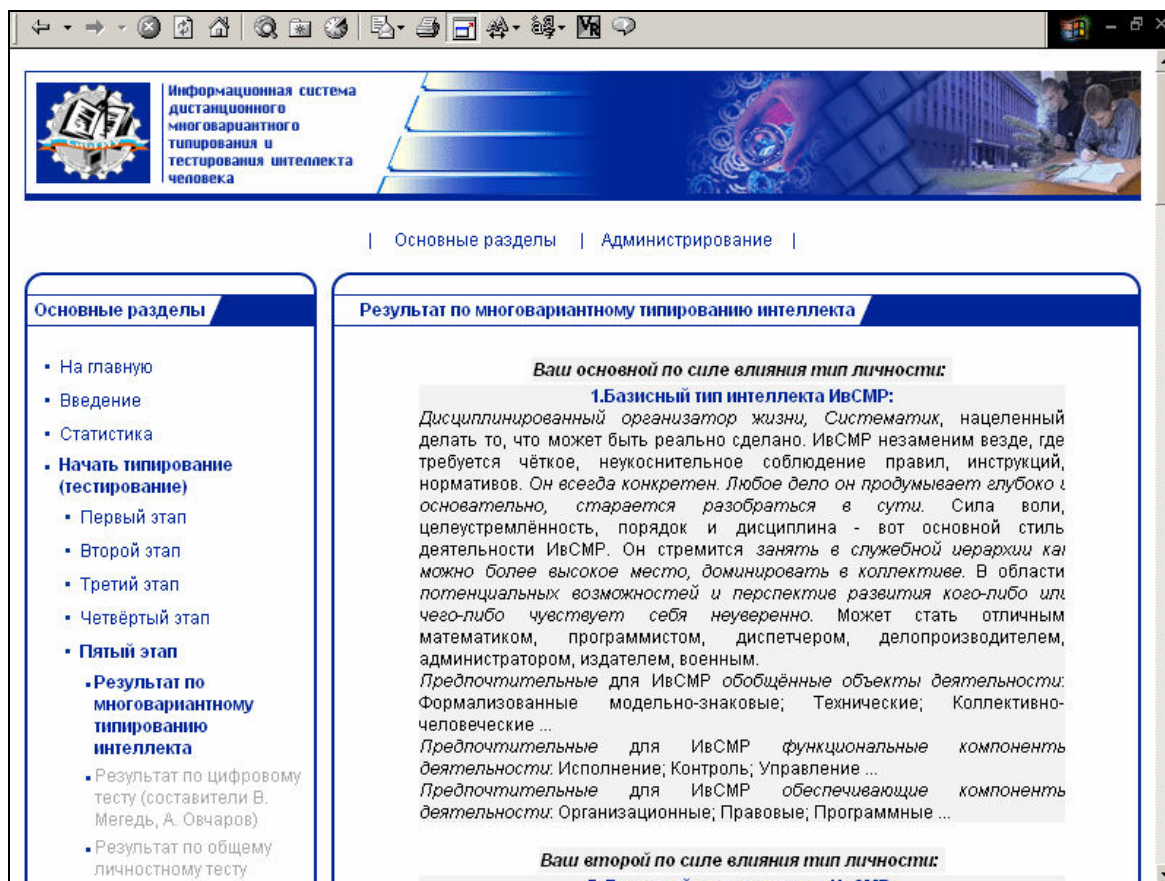 Информационная система
дистанционного
многовариантного
типирования и
тестирования интеллекта
человека
| Основные разделы | Администрирование |
Основные разделы
На главную
Введение
Статистика
Начать типирование
(тестирование)
Первый этап
Второй этап
Третий этап
Четвёртый этап
Пятый этап
Результат по
многовариантному
типированию
интеллекта
Результат по цифровому
тесту (составители В.
Мегедь, А. Овчаров)
Результат по общему
личностному тесту
Результат по многовариантному типированию интеллекта
Ваш основной по силе влияния тип личности:
1.Базисный тип интеллекта ИвСМР:
Дисциплинированный организатор жизни, Систематик, нацеленный
делать то, что может быть реально сделано. ИвСМР незаменим везде, где
требуется чёткое, неукоснительное соблюдение правил, инструкций,
нормативов. Он всегда конкретен. Любое дело он продумывает глубоко и
основательно, старается разобраться в сути. Сила воли,
целеустремлённость, порядок и дисциплина - вот основной стиль
деятельности ИвСМР. Он стремится занять в служебной иерархии как
можно более высокое место, доминировать в коллективе. В области
потенциальных возможностей и перспектив развития кого-либо или
чего-либо чувствует себя неуверенно. Может стать отличным
математиком, программистом, диспетчером, делопроизводителем,
администратором, издателем, военным.
Предпочтительные для ИвСМР обобщённые объекты деятельности:
Формализованные модельно-знаковые; Технические; Коллективно-
человеческие ...
Предпочтительные для ИвСМР функциональные компоненты
деятельности: Исполнение; Контроль; Управление ...
Предпочтительные для ИвСМР обеспечивающие компоненты
деятельности: Организационные; Правовые; Программные ...
Ваш второй по силе влияния тип личности: